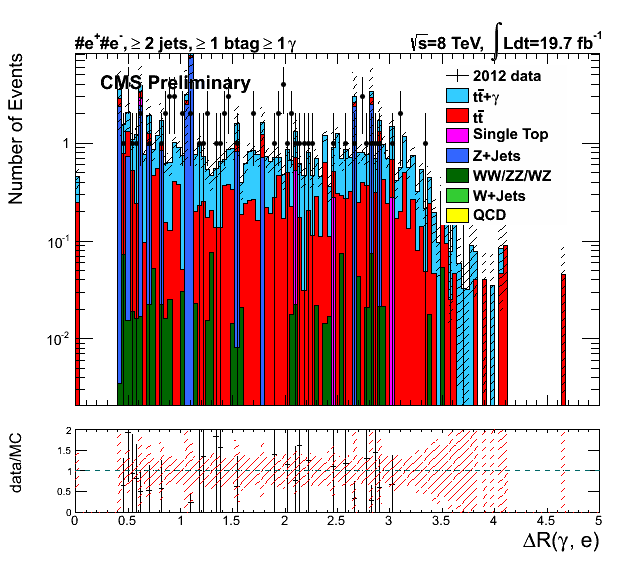 #e⁺#e⁻, ≥ 2 jets, ≥ 1 btag ≥ 1 γ
√s=8 TeV, ∫ Ldt=19.7 fb⁻¹
CMS Preliminary
2012 data
tt̄+γ
tt̄
Single Top
Z+Jets
WW/ZZ/WZ
W+Jets
QCD
Number of Events
1
10⁻¹
10⁻²
data/MC
2
1.5
1
0.5
0
0 0.5 1 1.5 2 2.5 3 3.5 4 4.5 5
ΔR(γ, e)